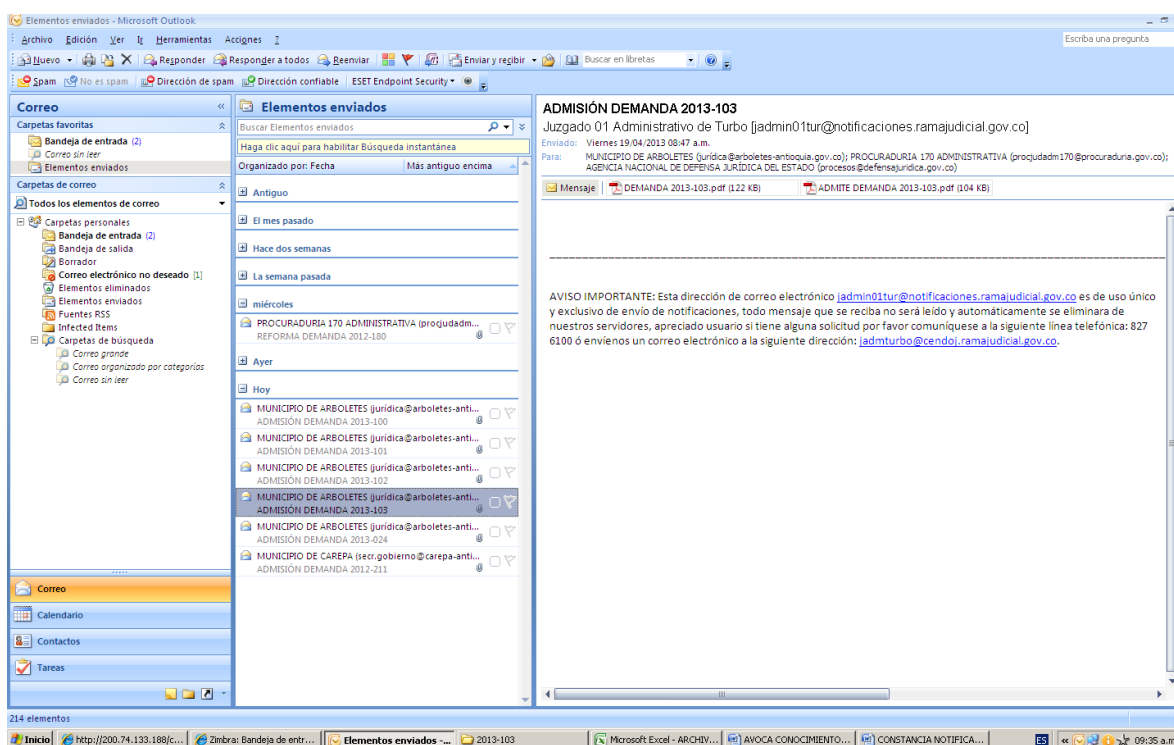 Elementos enviados - Microsoft Outlook
Archivo Edición Ver Ir Herramientas Acciones ?
Escriba una pregunta
Nuevo Responder Responder a todos Reenviar Enviar y recibir Buscar en libretas
Spam No es spam Dirección de spam Dirección confiable ESET Endpoint Security
Correo
Carpetas favoritas
Bandeja de entrada (2)
Correo sin leer
Elementos enviados
Carpetas de correo
Todos los elementos de correo
Carpetas personales
Bandeja de entrada (2)
Bandeja de salida
Borrador
Correo electrónico no deseado [1]
Elementos eliminados
Elementos enviados
Fuentes RSS
Infected Items
Carpetas de búsqueda
Correo grande
Correo organizado por categorías
Correo sin leer
Correo
Calendario
Contactos
Tareas
Elementos enviados
Buscar Elementos enviados
Haga clic aquí para habilitar Búsqueda instantánea
Organizado por: Fecha Más antiguo encima
Antiguo
El mes pasado
Hace dos semanas
La semana pasada
miércoles
PROCURADURIA 170 ADMINISTRATIVA (procjudadm...
REFORMA DEMANDA 2012-180
Ayer
Hoy
MUNICIPIO DE ARBOLETES (jurídica@arboletes-anti...
ADMISIÓN DEMANDA 2013-100
MUNICIPIO DE ARBOLETES (jurídica@arboletes-anti...
ADMISIÓN DEMANDA 2013-101
MUNICIPIO DE ARBOLETES (jurídica@arboletes-anti...
ADMISIÓN DEMANDA 2013-102
MUNICIPIO DE ARBOLETES (jurídica@arboletes-anti...
ADMISIÓN DEMANDA 2013-103
MUNICIPIO DE ARBOLETES (jurídica@arboletes-anti...
ADMISIÓN DEMANDA 2013-024
MUNICIPIO DE CAREPA (secr.gobierno@carepa-anti...
ADMISIÓN DEMANDA 2012-211
ADMISIÓN DEMANDA 2013-103
Juzgado 01 Administrativo de Turbo [jadmin01tur@notificaciones.ramajudicial.gov.co]
Enviado: Viernes 19/04/2013 08:47 a.m.
Para: MUNICIPIO DE ARBOLETES (jurídica@arboletes-antioquia.gov.co); PROCURADURIA 170 ADMINISTRATIVA (procjudadm170@procuraduria.gov.co);
AGENCIA NACIONAL DE DEFENSA JURÍDICA DEL ESTADO (procesos@defensajuridica.gov.co)
Mensaje DEMANDA 2013-103.pdf (122 KB) ADMITE DEMANDA 2013-103.pdf (104 KB)
AVISO IMPORTANTE: Esta dirección de correo electrónico jadmin01tur@notificaciones.ramajudicial.gov.co es de uso único
y exclusivo de envío de notificaciones, todo mensaje que se reciba no será leído y automáticamente se eliminara de
nuestros servidores, apreciado usuario si tiene alguna solicitud por favor comuníquese a la siguiente línea telefónica: 827
6100 ó envíenos un correo electrónico a la siguiente dirección: jadmturbo@cendoj.ramajudicial.gov.co.
214 elementos
Inicio http://200.74.133.188/c... Zimbra: Bandeja de entr... Elementos enviados -... 2013-103 Microsoft Excel - ARCHIV... AVOCA CONOCIMIENTO... CONSTANCIA NOTIFICA... ES 09:35 a.m.